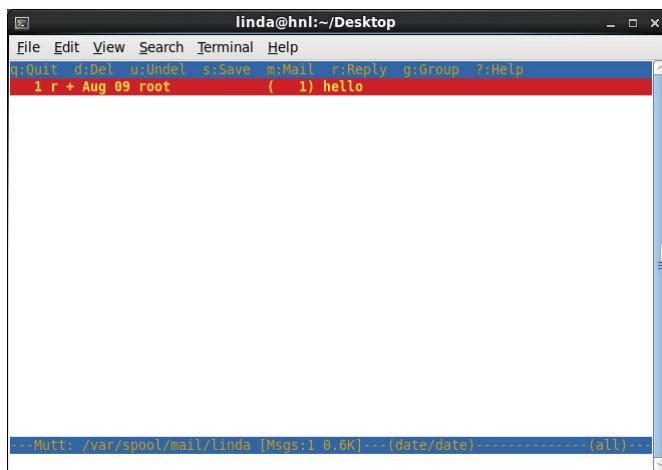 linda@hnl:~/Desktop
File Edit View Search Terminal Help
q:Quit d:Del u:Undel s:Save m:Mail r:Reply g:Group ?:Help
1 r + Aug 09 root ( 1) hello
---Mutt: /var/spool/mail/linda [Msgs:1 0.6K]---(date/date)--------------(all)---